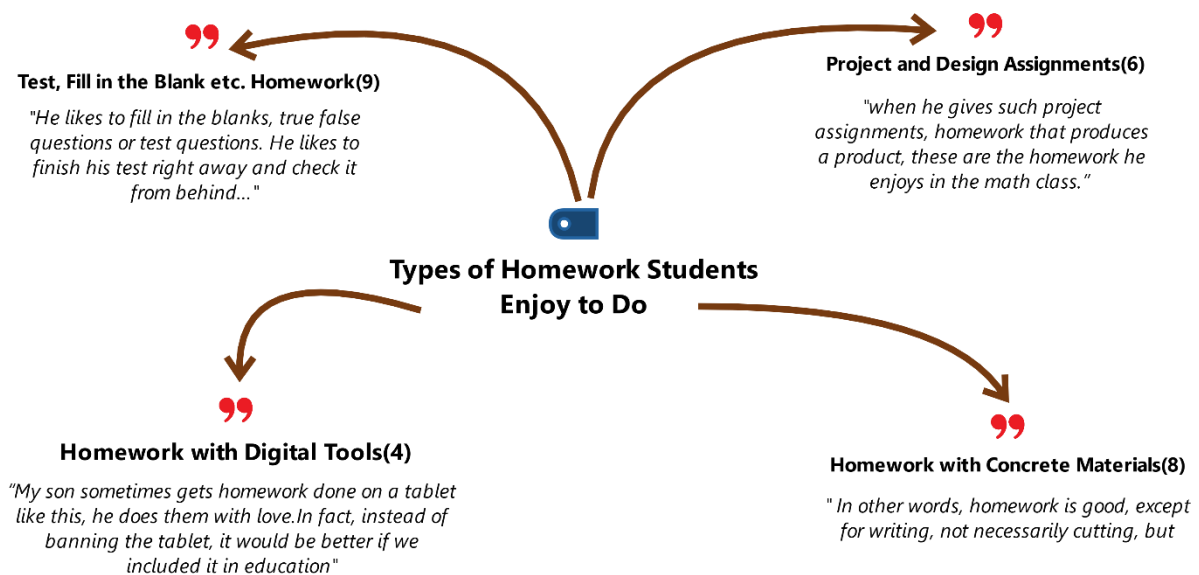 Test, Fill in the Blank etc. Homework(9)
"He likes to fill in the blanks, true false
questions or test questions. He likes to
finish his test right away and check it
from behind..."
Project and Design Assignments(6)
"when he gives such project
assignments, homework that produces
a product, these are the homework he
enjoys in the math class.”
Types of Homework Students
Enjoy to Do
Homework with Digital Tools(4)
“My son sometimes gets homework done on a tablet
like this, he does them with love.In fact, instead of
banning the tablet, it would be better if we
included it in education"
Homework with Concrete Materials(8)
" In other words, homework is good, except
for writing, not necessarily cutting, but